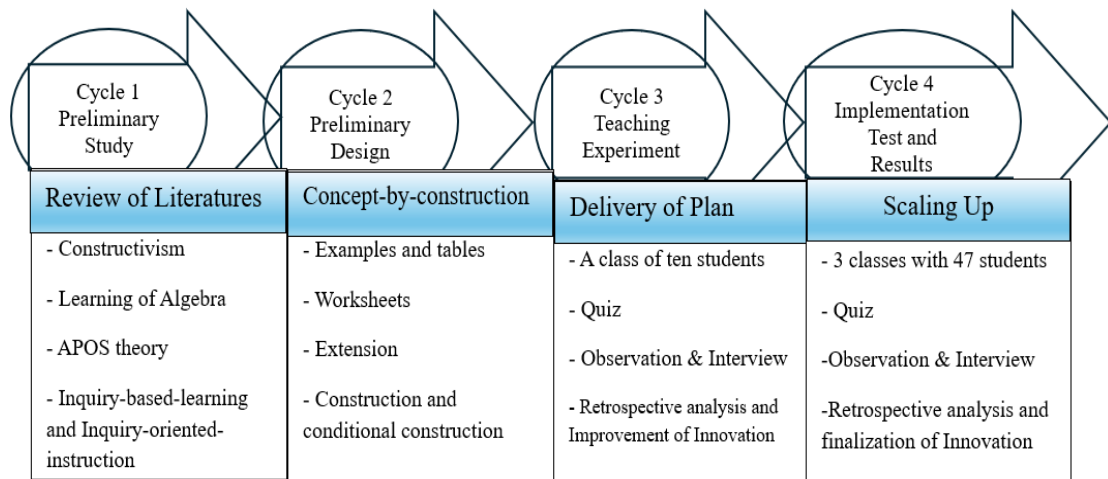 Cycle 1
Preliminary
Study
Review of Literatures
- Constructivism
- Learning of Algebra
- APOS theory
- Inquiry-based-learning
and Inquiry-oriented-
instruction
Cycle 2
Preliminary
Design
Concept-by-construction
- Examples and tables
- Worksheets
- Extension
- Construction and
conditional construction
Cycle 3
Teaching
Experiment
Delivery of Plan
- A class of ten students
- Quiz
- Observation & Interview
- Retrospective analysis and
Improvement of Innovation
Cycle 4
Implementation
Test and
Results
Scaling Up
- 3 classes with 47 students
- Quiz
-Observation & Interview
-Retrospective analysis and
finalization of Innovation